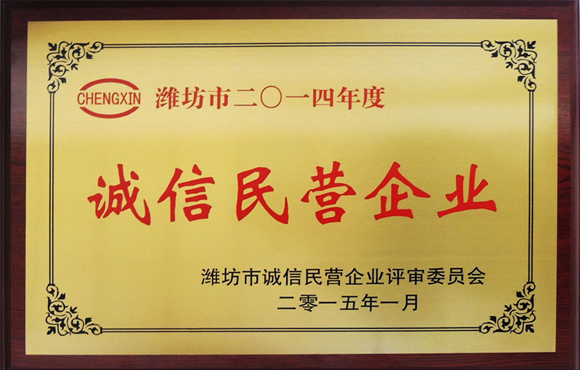 CHENGXIN 潍坊市二〇一四年度
诚信民营企业
潍坊市诚信民营企业评审委员会
二零一五年一月